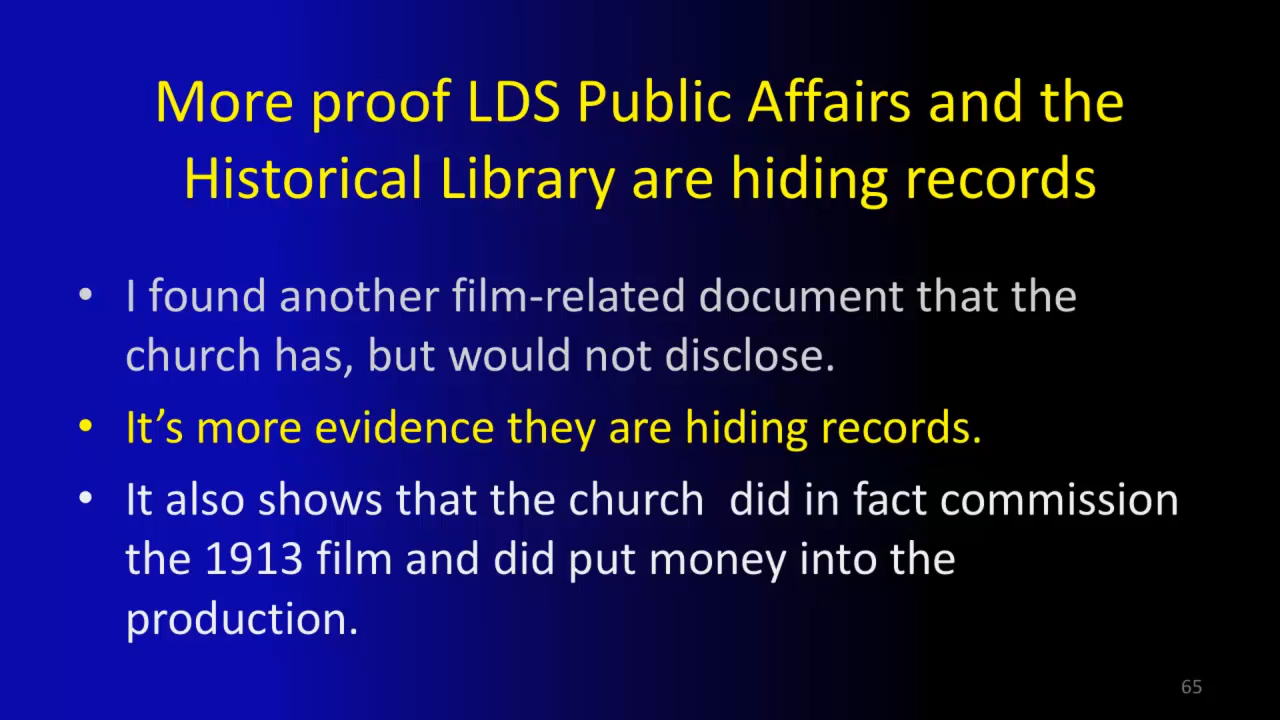 More proof LDS Public Affairs and the
Historical Library are hiding records
• I found another film-related document that the
church has, but would not disclose.
• It’s more evidence they are hiding records.
• It also shows that the church  did in fact commission
the 1913 film and did put money into the
production.
65